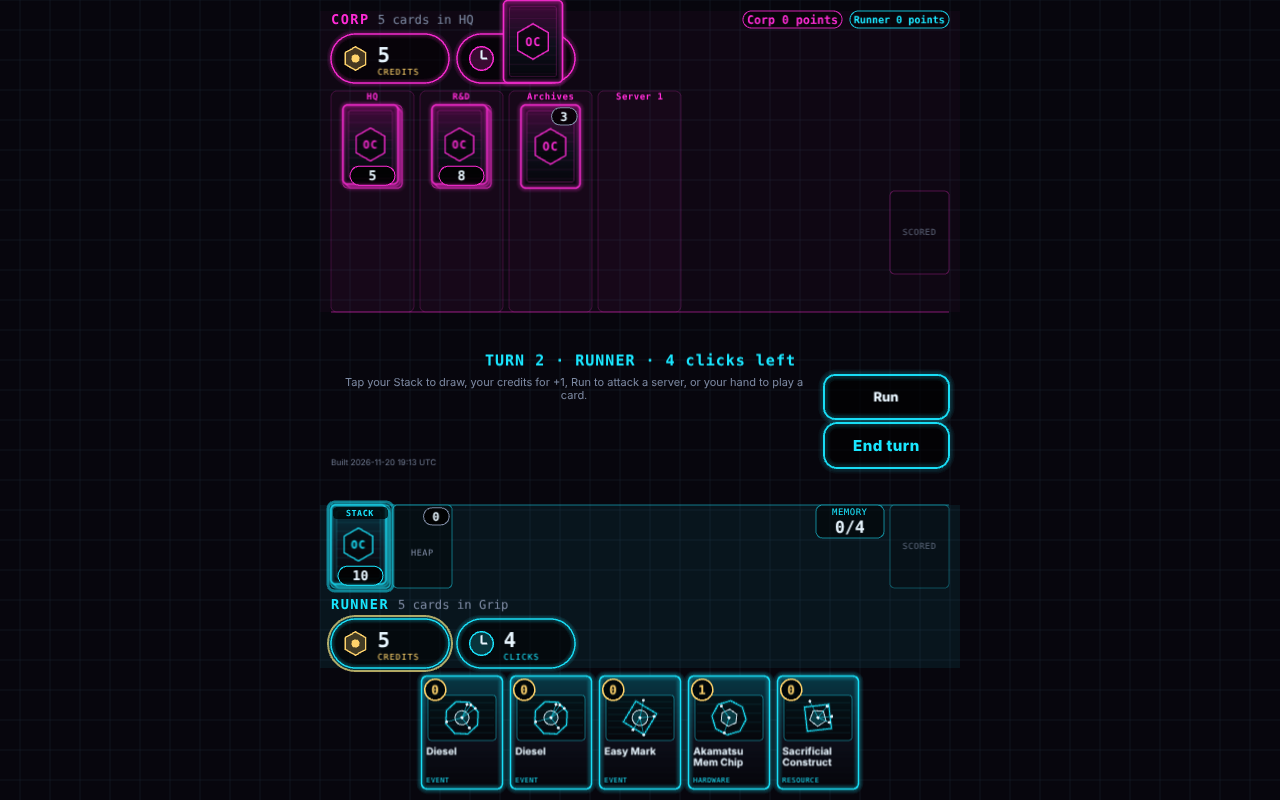 CORP 5 cards in HQ
Corp 0 points
Runner 0 points
OC
5
CREDITS
HQ
R&D
Archives
Server 1
OC
OC
3
OC
5
8
SCORED
TURN 2 · RUNNER · 4 clicks left
Tap your Stack to draw, your credits for +1, Run to attack a server, or your hand to play a
card.
Run
End turn
Built 2026-11-20 19:13 UTC
STACK
OC
10
0
HEAP
MEMORY
0/4
SCORED
RUNNER 5 cards in Grip
5
CREDITS
4
CLICKS
0
Diesel
EVENT
0
Diesel
EVENT
0
Easy Mark
EVENT
1
Akamatsu
Mem Chip
HARDWARE
0
Sacrificial
Construct
RESOURCE